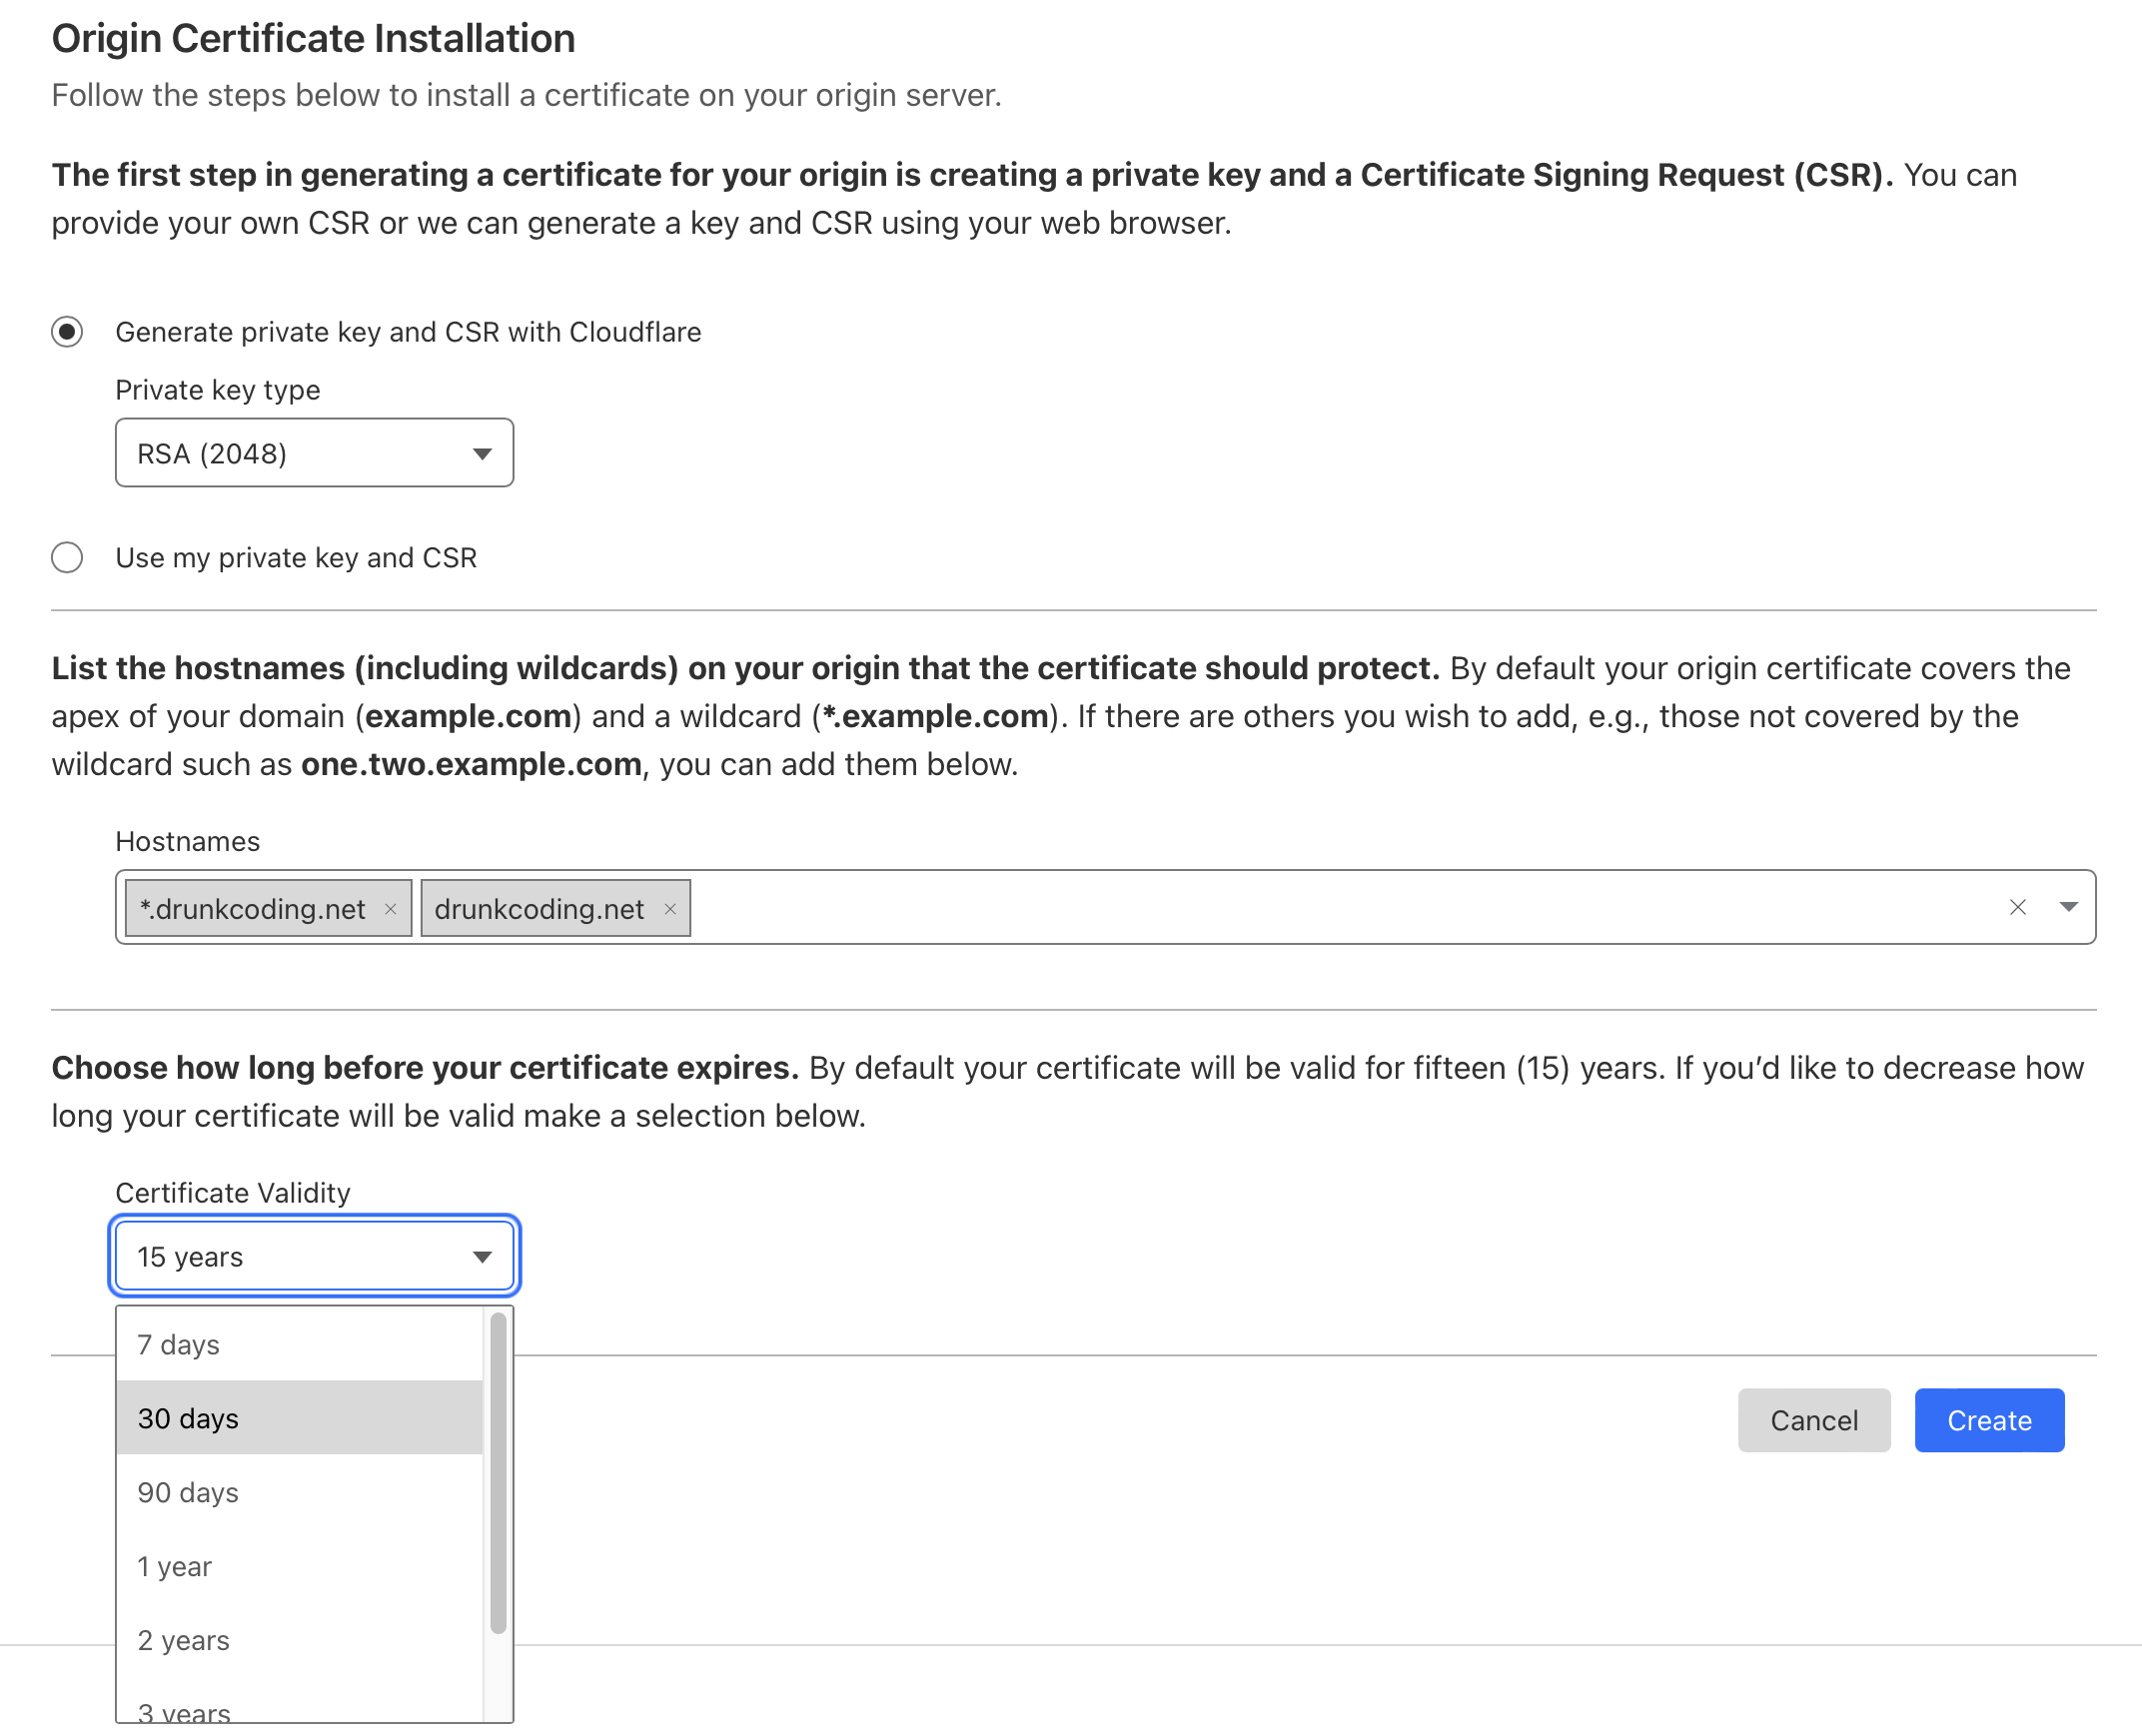 Origin Certificate Installation
Follow the steps below to install a certificate on your origin server.
The first step in generating a certificate for your origin is creating a private key and a Certificate Signing Request (CSR). You can
provide your own CSR or we can generate a key and CSR using your web browser.
Generate private key and CSR with Cloudflare
Private key type
RSA (2048)
Use my private key and CSR
List the hostnames (including wildcards) on your origin that the certificate should protect. By default your origin certificate covers the
apex of your domain (example.com) and a wildcard (*.example.com). If there are others you wish to add, e.g., those not covered by the
wildcard such as one.two.example.com, you can add them below.
Hostnames
*.drunkcoding.net × drunkcoding.net ×
Choose how long before your certificate expires. By default your certificate will be valid for fifteen (15) years. If you’d like to decrease how
long your certificate will be valid make a selection below.
Certificate Validity
15 years
7 days
30 days
Cancel Create
90 days
1 year
2 years
3 years